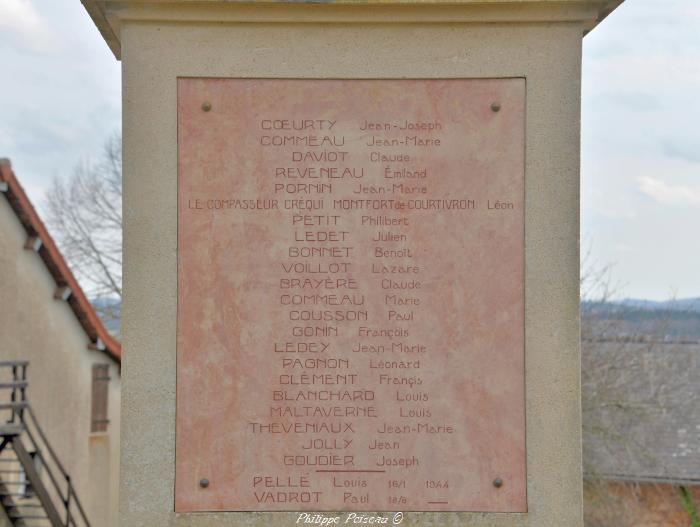 CŒURTY Jean-Joseph
COMMEAU Jean-Marie
DAVIOT Claude
REVENEAU Émiland
PORNIN Jean-Marie
LE COMPASSEUR CRÉQUI MONTFORT de COURTIVRON Léon
PETIT Philibert
LEDET Julien
BONNET Benoît
VOILLOT Lazare
BRAYÈRE Claude
COMMEAU Marie
COUSSON Paul
GONIN François
LEDEY Jean-Marie
PAGNON Léonard
CLÉMENT Françis
BLANCHARD Louis
MALTAVERNE Louis
THEVENIAUX Jean-Marie
JOLLY Jean
GOUDIER Joseph
PELLÉ Louis 16/1 1944
VADROT Paul 18/8 —
Philippe Poiseau ©